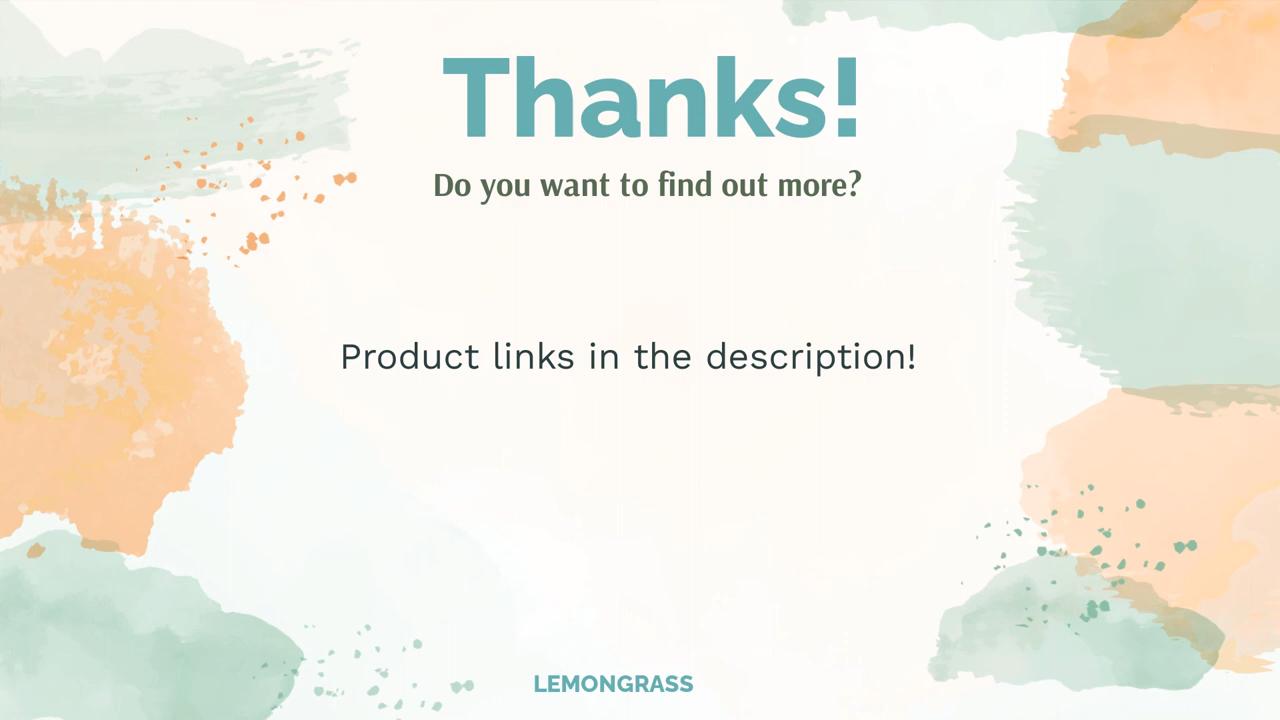 Thanks!
Do you want to find out more?
Product links in the description!
LEMONGRASS